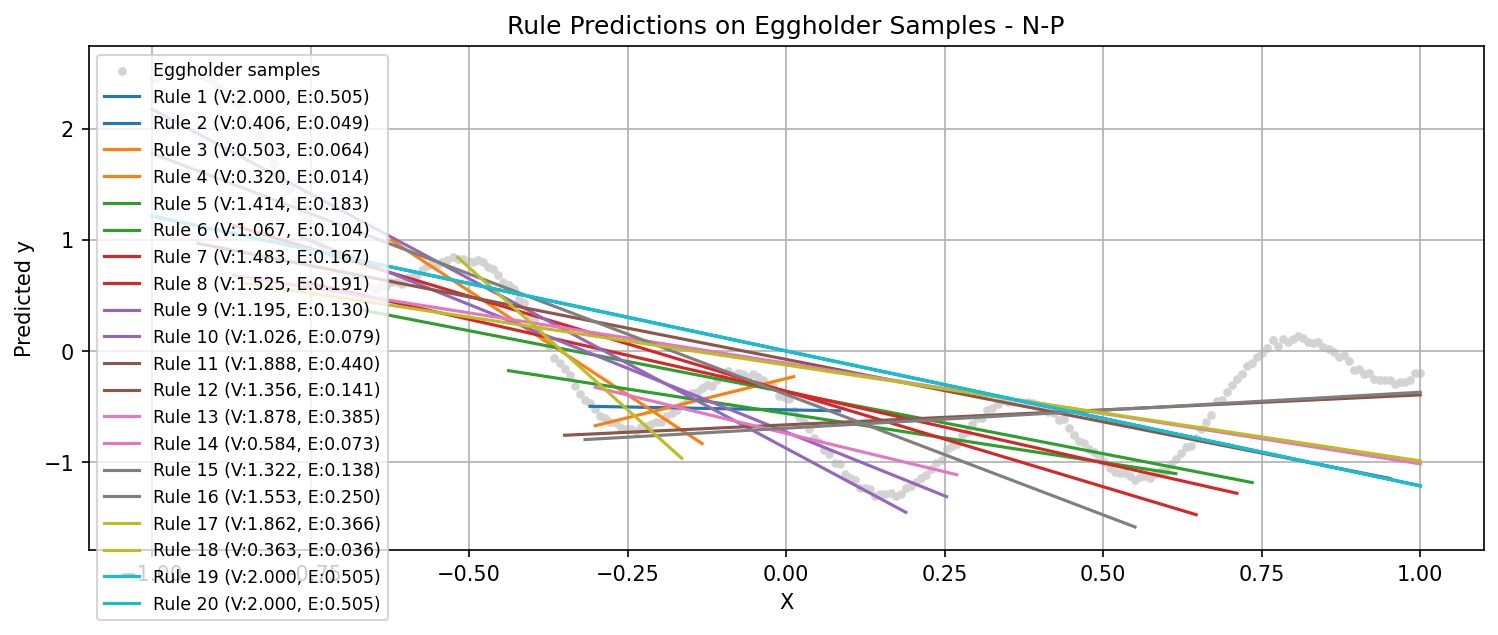 Rule Predictions on Eggholder Samples - N-P
Predicted y
2
1
0
−1
Eggholder samples
Rule 1 (V:2.000, E:0.505)
Rule 2 (V:0.406, E:0.049)
Rule 3 (V:0.503, E:0.064)
Rule 4 (V:0.320, E:0.014)
Rule 5 (V:1.414, E:0.183)
Rule 6 (V:1.067, E:0.104)
Rule 7 (V:1.483, E:0.167)
Rule 8 (V:1.525, E:0.191)
Rule 9 (V:1.195, E:0.130)
Rule 10 (V:1.026, E:0.079)
Rule 11 (V:1.888, E:0.440)
Rule 12 (V:1.356, E:0.141)
Rule 13 (V:1.878, E:0.385)
Rule 14 (V:0.584, E:0.073)
Rule 15 (V:1.322, E:0.138)
Rule 16 (V:1.553, E:0.250)
Rule 17 (V:1.862, E:0.366)
Rule 18 (V:0.363, E:0.036)
Rule 19 (V:2.000, E:0.505)
Rule 20 (V:2.000, E:0.505)
−1.00 −0.75 −0.50 −0.25 0.00 0.25 0.50 0.75 1.00
X